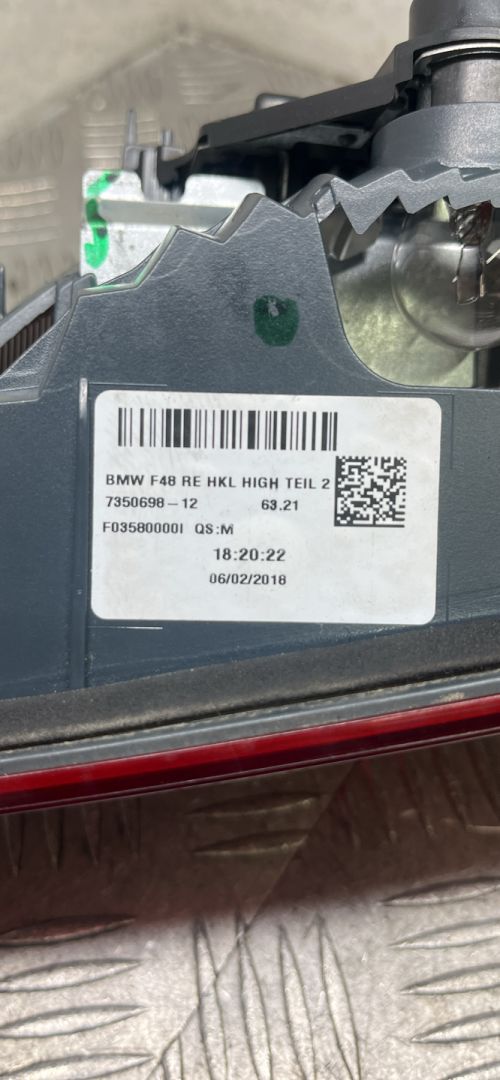 BMW F48 RE HKL HIGH TEIL 2
7350698-12 63.21
F03580000I QS:M
18:20:22
06/02/2018